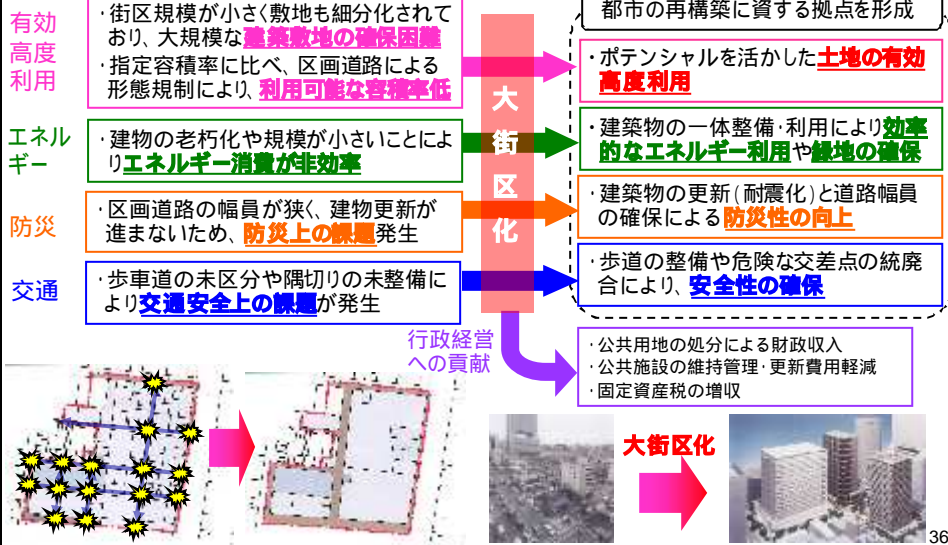 有効
高度
利用
・街区規模が小さく敷地も細分化されて
おり、大規模な建築敷地の確保困難
・指定容積率に比べ、区画道路による
形態規制により、利用可能な容積率低
エネル
ギー
・建物の老朽化や規模が小さいことによ
りエネルギー消費が非効率
防災
・区画道路の幅員が狭く、建物更新が
進まないため、防災上の課題発生
交通
・歩車道の未区分や隅切りの未整備に
より交通安全上の課題が発生
大
街
区
化
都市の再構築に資する拠点を形成
・ポテンシャルを活かした土地の有効
高度利用
・建築物の一体整備・利用により効率
的なエネルギー利用や緑地の確保
・建築物の更新(耐震化)と道路幅員
の確保による防災性の向上
・歩道の整備や危険な交差点の統廃
合により、安全性の確保
行政経営
への貢献
・公共用地の処分による財政収入
・公共施設の維持管理・更新費用軽減
・固定資産税の増収
大街区化
36